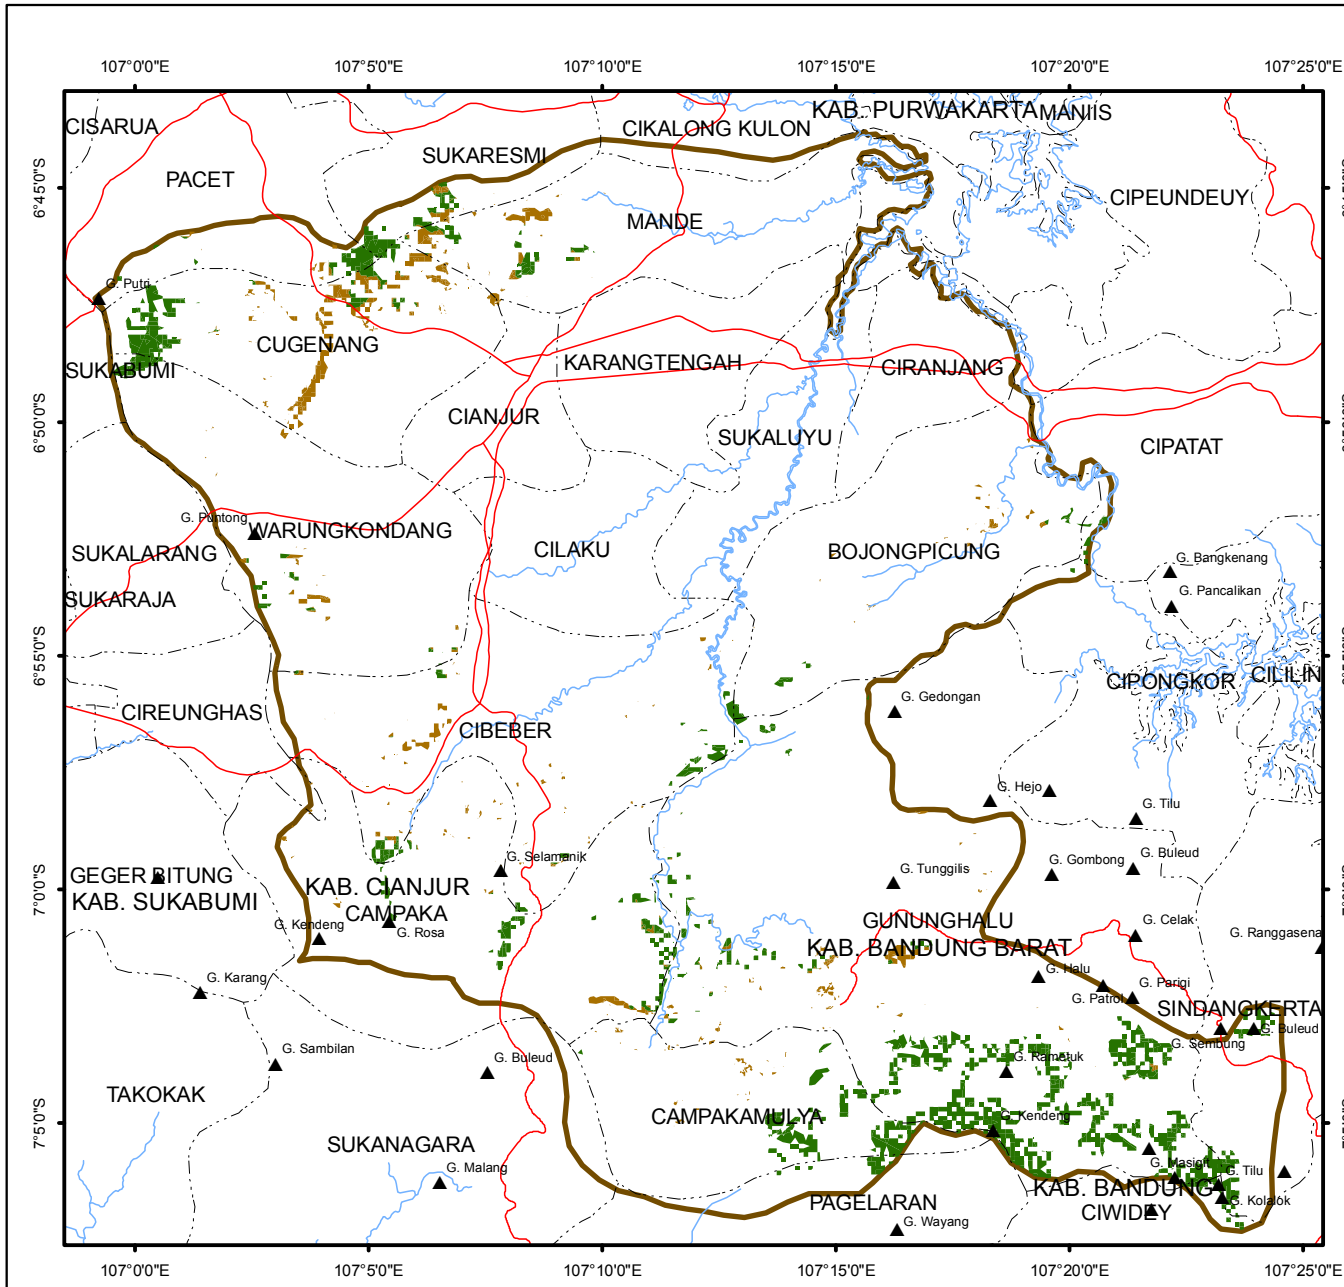 107°0'0"E
107°5'0"E
107°10'0"E
107°15'0"E
107°20'0"E
107°25'0"E
CISARUA
CIKALONG KULON
KAB. PURWAKARTA
MANIIS
SUKARESMI
PACET
6°45'0"S
MANDE
CIPEUNDEUY
G. Putri
CUGENANG
SUKABUMI
KARANGTENGAH
CIRANJANG
6°50'0"S
CIANJUR
SUKALUYU
CIPATAT
G. Puntong
WARUNGKONDANG
SUKALARANG
CILAKU
BOJONGPICUNG
G. Bangkenang
SUKARAJA
G. Pancalikan
6°55'0"S
CIPONGKOR
CILILIN
CIREUNGHAS
G. Gedongan
CIBEBER
G. Hejo
G. Tilu
G. Selamanik
G. Tunggilis
G. Gombong
G. Buleud
7°0'0"S
GEGER BITUNG
KAB. SUKABUMI
KAB. CIANJUR
CAMPAKA
G. Kendeng
G. Rosa
GUNUNGHALU
KAB. BANDUNG BARAT
G. Celak
G. Ranggasena
G. Karang
G. Halu
G. Patrol
G. Parigi
SINDANGKERTA
G. Sembung
G. Buleud
G. Sambilan
G. Buleud
G. Rametuk
TAKOKAK
7°5'0"S
CAMPAKAMULYA
G. Kendeng
SUKANAGARA
G. Malang
G. Masigit
G. Tilu
KAB. BANDUNG
CIWIDEY
G. Kolalok
PAGELARAN
G. Wayang
107°0'0"E
107°5'0"E
107°10'0"E
107°15'0"E
107°20'0"E
107°25'0"E